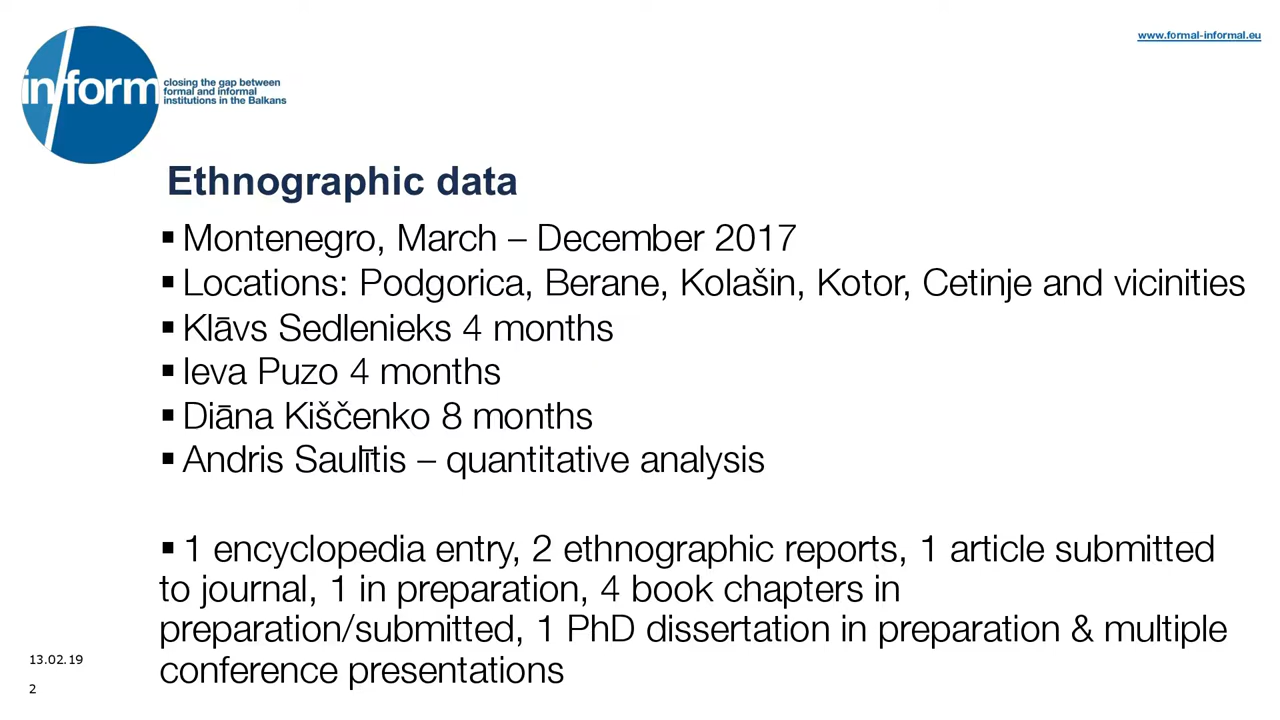 www.formal-informal.eu
in/form
closing the gap between
formal and informal
institutions in the Balkans
Ethnographic data
▪ Montenegro, March – December 2017
▪ Locations: Podgorica, Berane, Kolašin, Kotor, Cetinje and vicinities
▪ Klāvs Sedlenieks 4 months
▪ Ieva Puzo 4 months
▪ Diāna Kiščenko 8 months
▪ Andris Saulītis – quantitative analysis
▪ 1 encyclopedia entry, 2 ethnographic reports, 1 article submitted
to journal, 1 in preparation, 4 book chapters in
preparation/submitted, 1 PhD dissertation in preparation & multiple
conference presentations
13.02.19
2